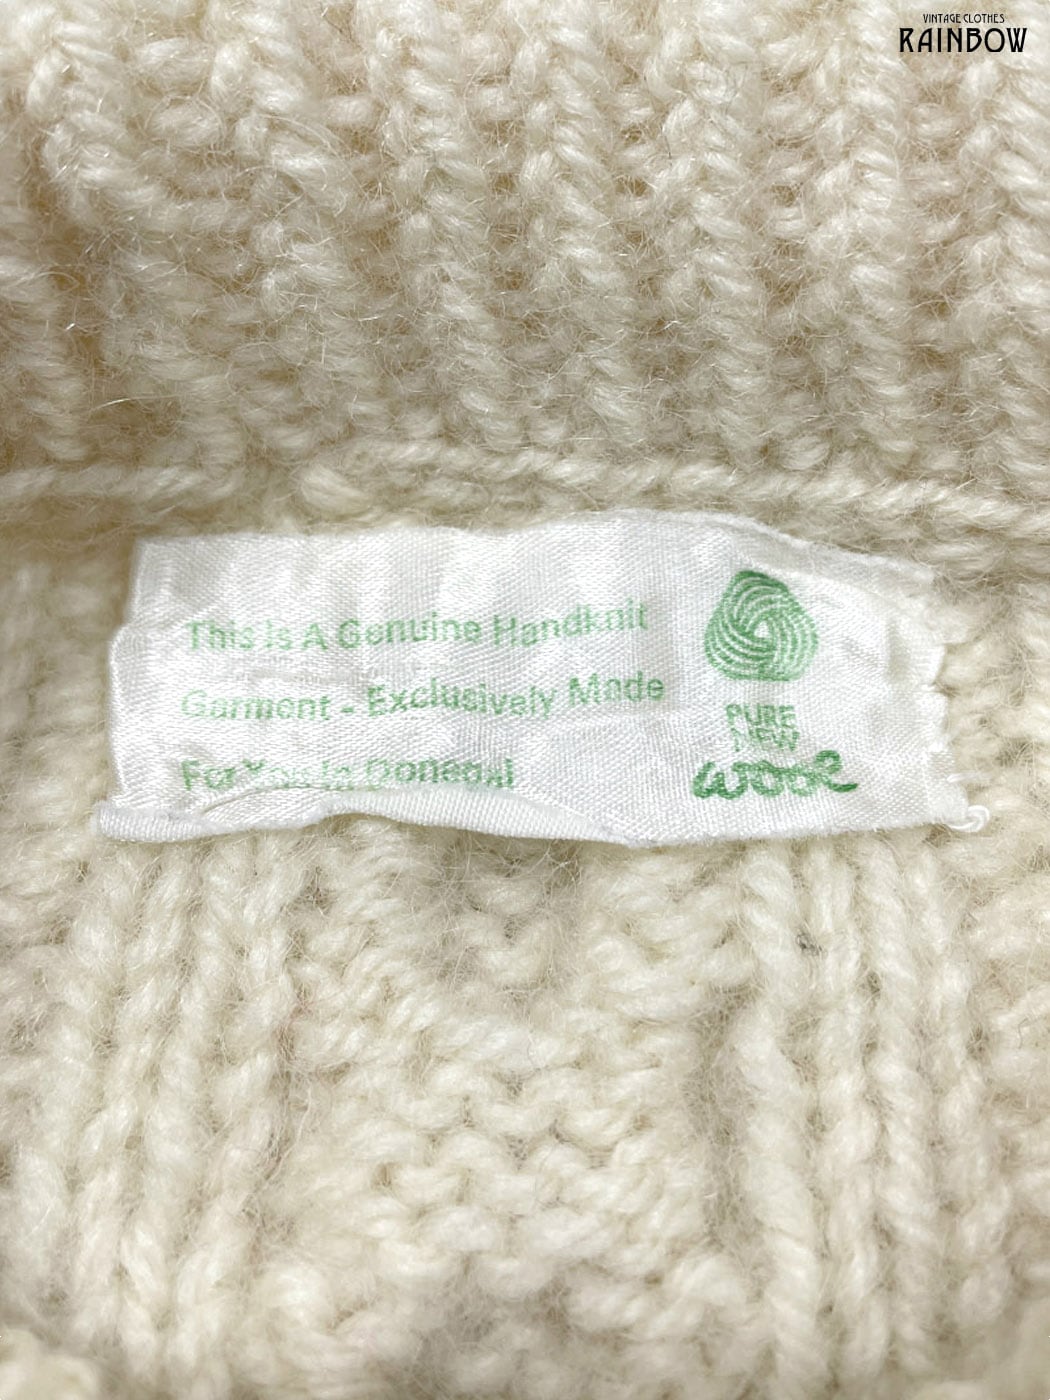 VINTAGE CLOTHES
RAINBOW
This Is A Genuine Handknit
Garment - Exclusively Made
For You In Donegal
PURE
NEW
wool